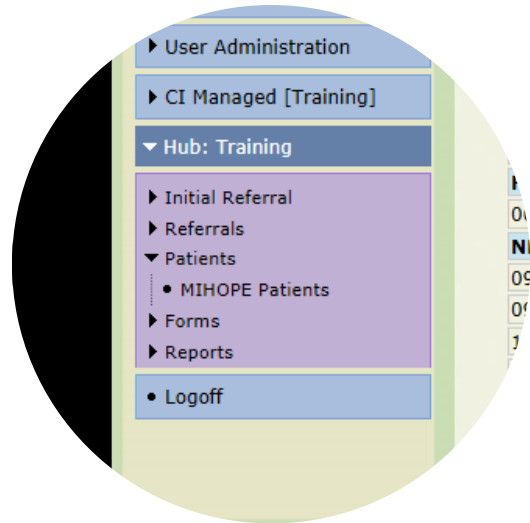 User Administration
CI Managed [Training]
Hub: Training
Initial Referral
Referrals
Patients
MIHOPE Patients
Forms
Reports
Logoff